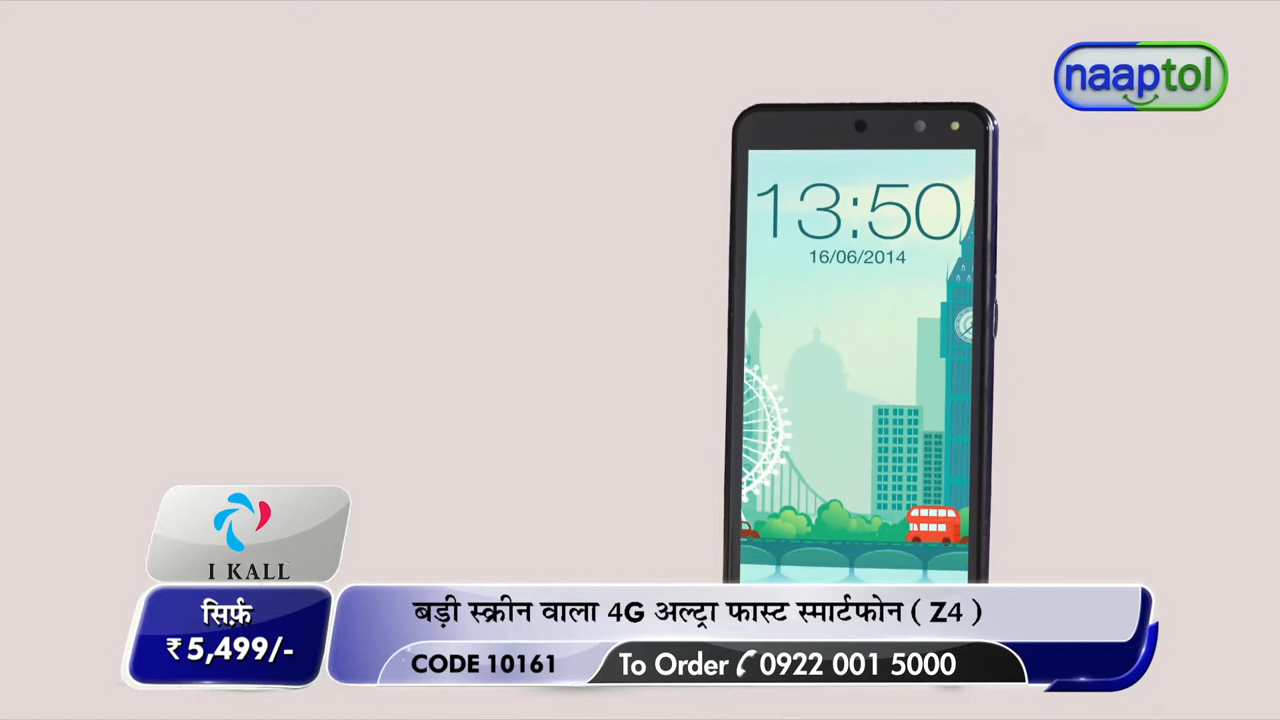 naaptol
13:50
16/06/2014
I KALL
सिर्फ़
₹ 5,499/-
बड़ी स्क्रीन वाला 4G अल्ट्रा फास्ट स्मार्टफोन ( Z4 )
CODE 10161
To Order 0922 001 5000